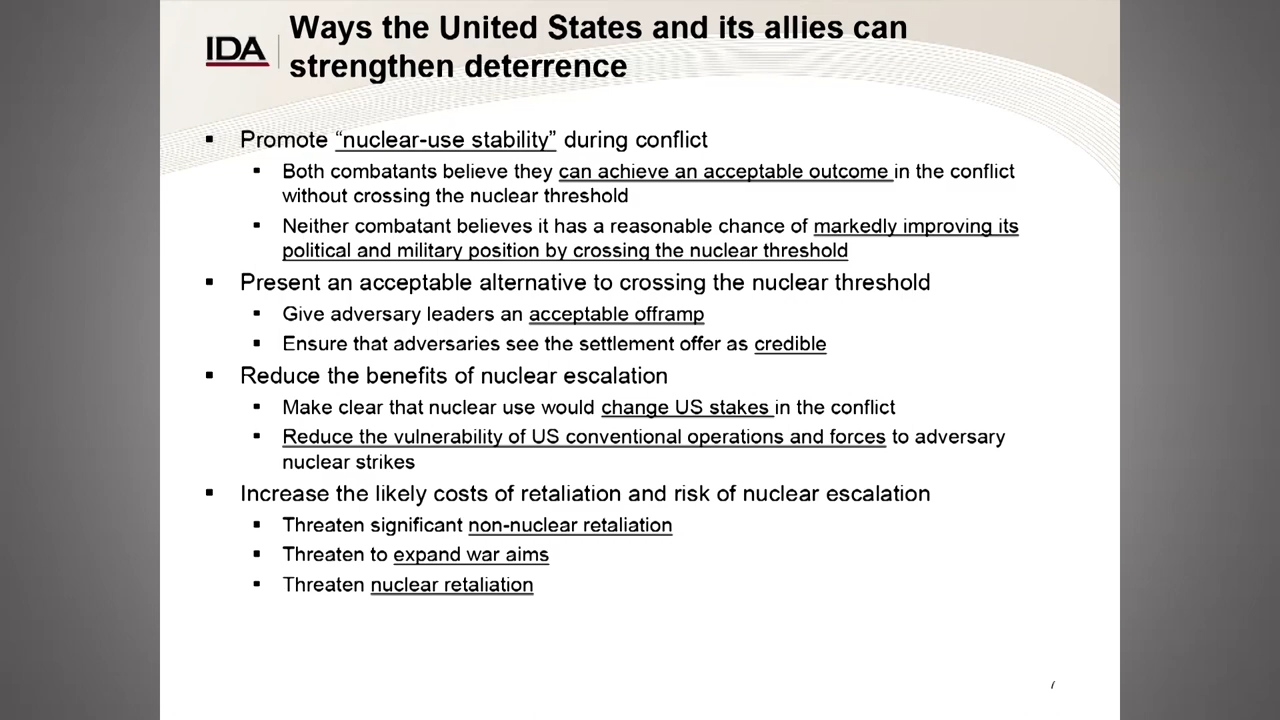 IDA
Ways the United States and its allies can
strengthen deterrence
▪ Promote “nuclear-use stability” during conflict
▪ Both combatants believe they can achieve an acceptable outcome in the conflict
without crossing the nuclear threshold
▪ Neither combatant believes it has a reasonable chance of markedly improving its
political and military position by crossing the nuclear threshold
▪ Present an acceptable alternative to crossing the nuclear threshold
▪ Give adversary leaders an acceptable offramp
▪ Ensure that adversaries see the settlement offer as credible
▪ Reduce the benefits of nuclear escalation
▪ Make clear that nuclear use would change US stakes in the conflict
▪ Reduce the vulnerability of US conventional operations and forces to adversary
nuclear strikes
▪ Increase the likely costs of retaliation and risk of nuclear escalation
▪ Threaten significant non-nuclear retaliation
▪ Threaten to expand war aims
▪ Threaten nuclear retaliation
7